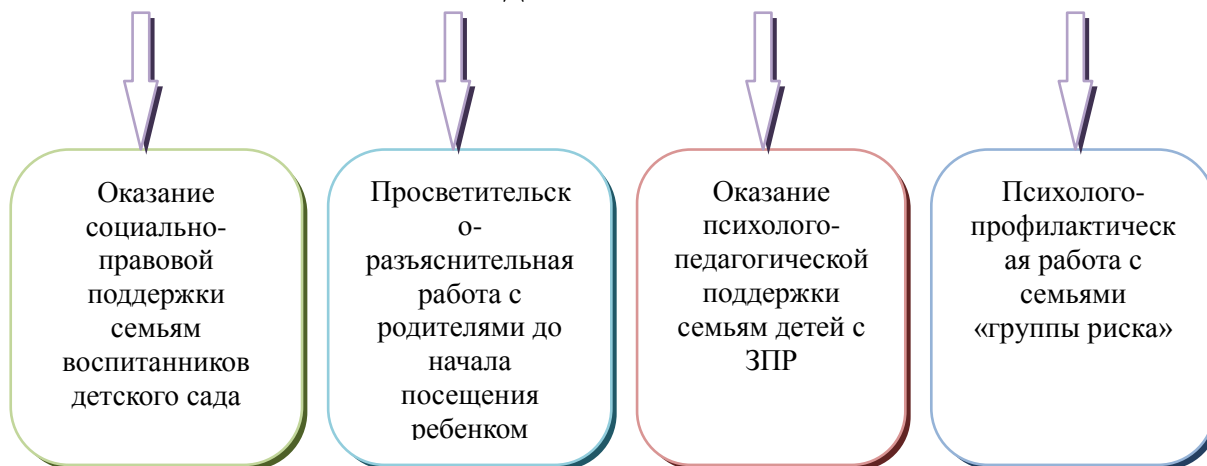 Оказание
социально-
правовой
поддержки
семьям
воспитанников
детского сада
Просветительск
о-
разъяснительная
работа с
родителями до
начала
посещения
ребенком
Оказание
психолого-
педагогической
поддержки
семьям детей с
ЗПР
Психолого-
профилактическ
ая работа с
семьями
«группы риска»